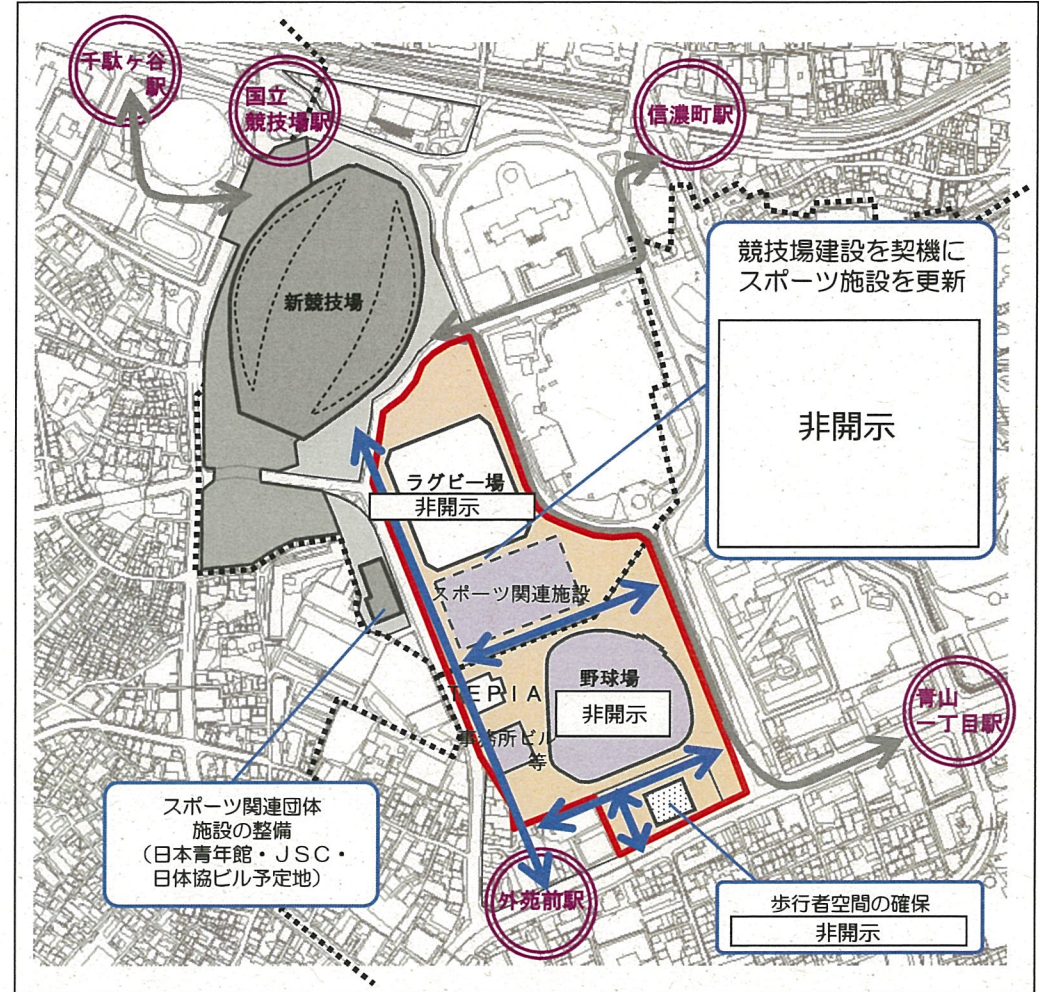 千駄ヶ谷
駅
国立
競技場駅
信濃町駅
競技場建設を契機に
スポーツ施設を更新
非開示
新競技場
ラグビー場
非開示
スポーツ関連施設
野球場
非開示
TEPIA
事務所ビル
等
青山
一丁目駅
スポーツ関連団体
施設の整備
（日本青年館・JSC・
日体協ビル予定地）
外苑前駅
歩行者空間の確保
非開示